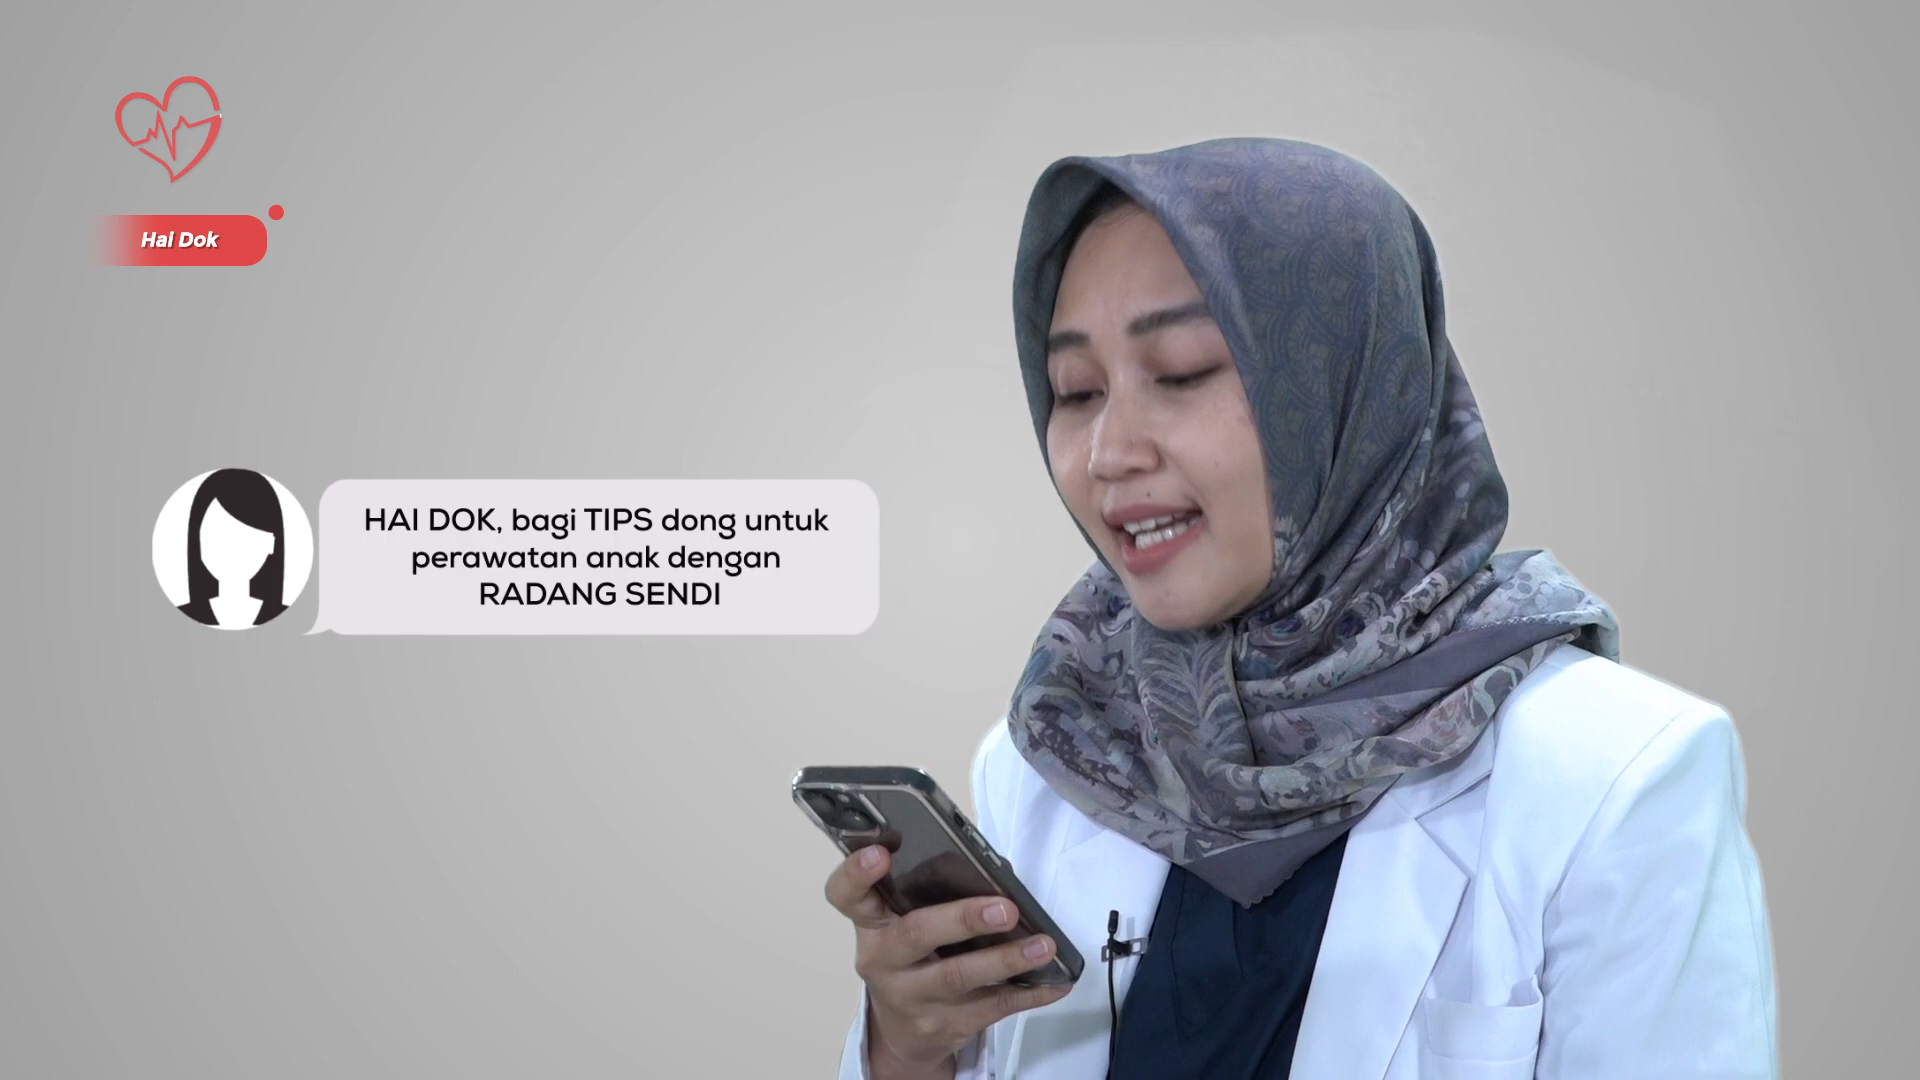 Hai Dok
HAI DOK, bagi TIPS dong untuk
perawatan anak dengan
RADANG SENDI